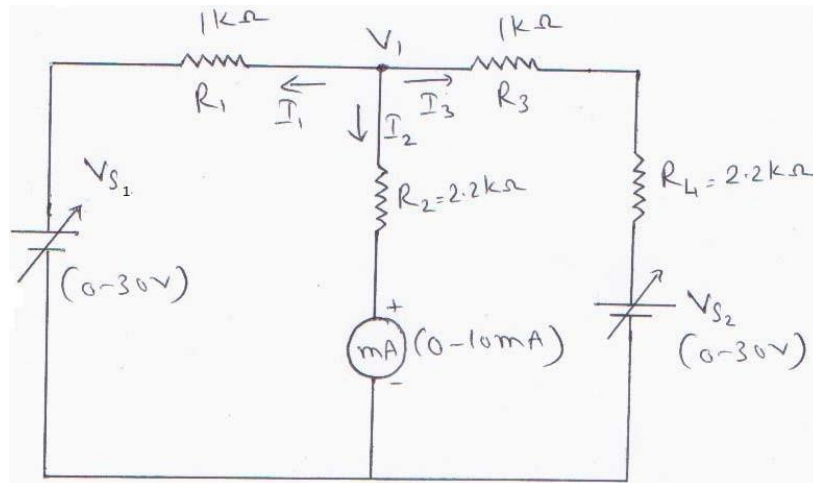 1kΩ
V1
1kΩ
R1
I1
I2
I3
R3
VS1
R2=2.2kΩ
R4=2.2kΩ
(0-30V)
+
mA
(0-10mA)
-
VS2
(0-30V)